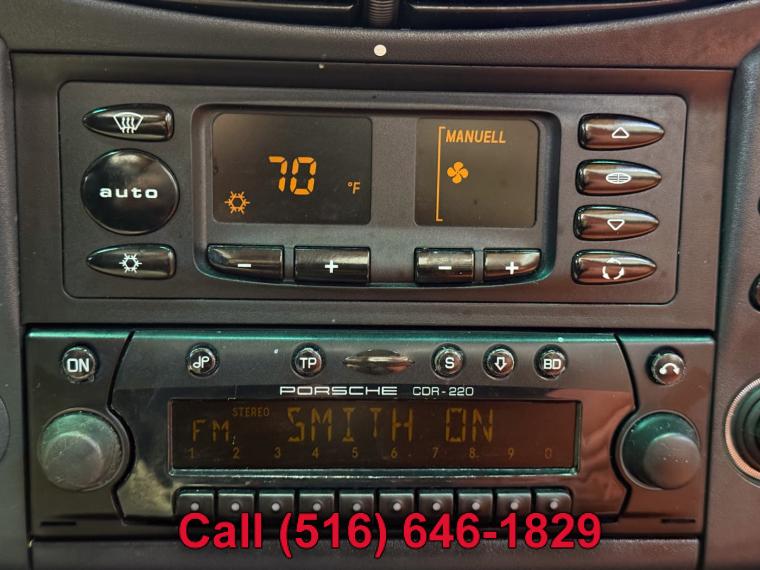 MANUELL
70 °F
auto
- + - +
ON TP S BD
PORSCHE CDR-220
FM STEREO SMITH ON
1 2 3 4 5 6 7 8 9 0
Call (516) 646-1829